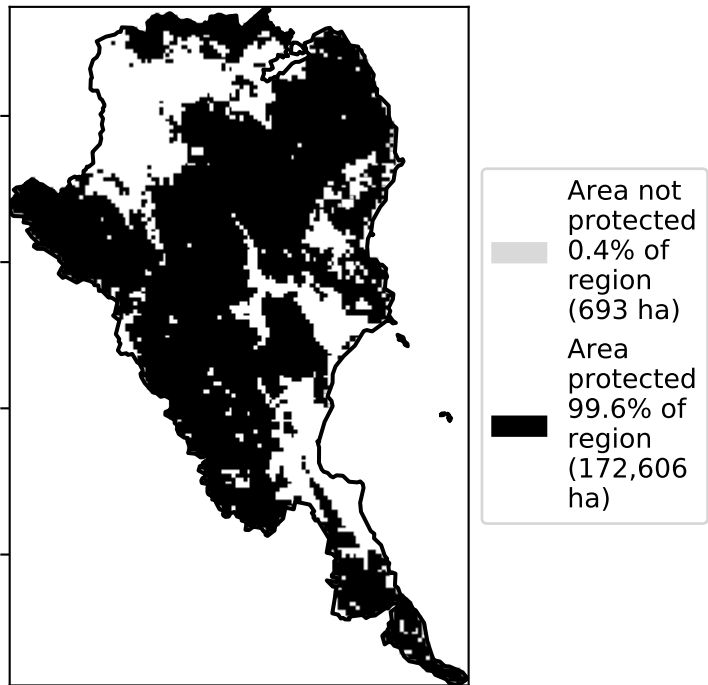 Area not
protected
0.4% of
region
(693 ha)
Area
protected
99.6% of
region
(172,606
ha)